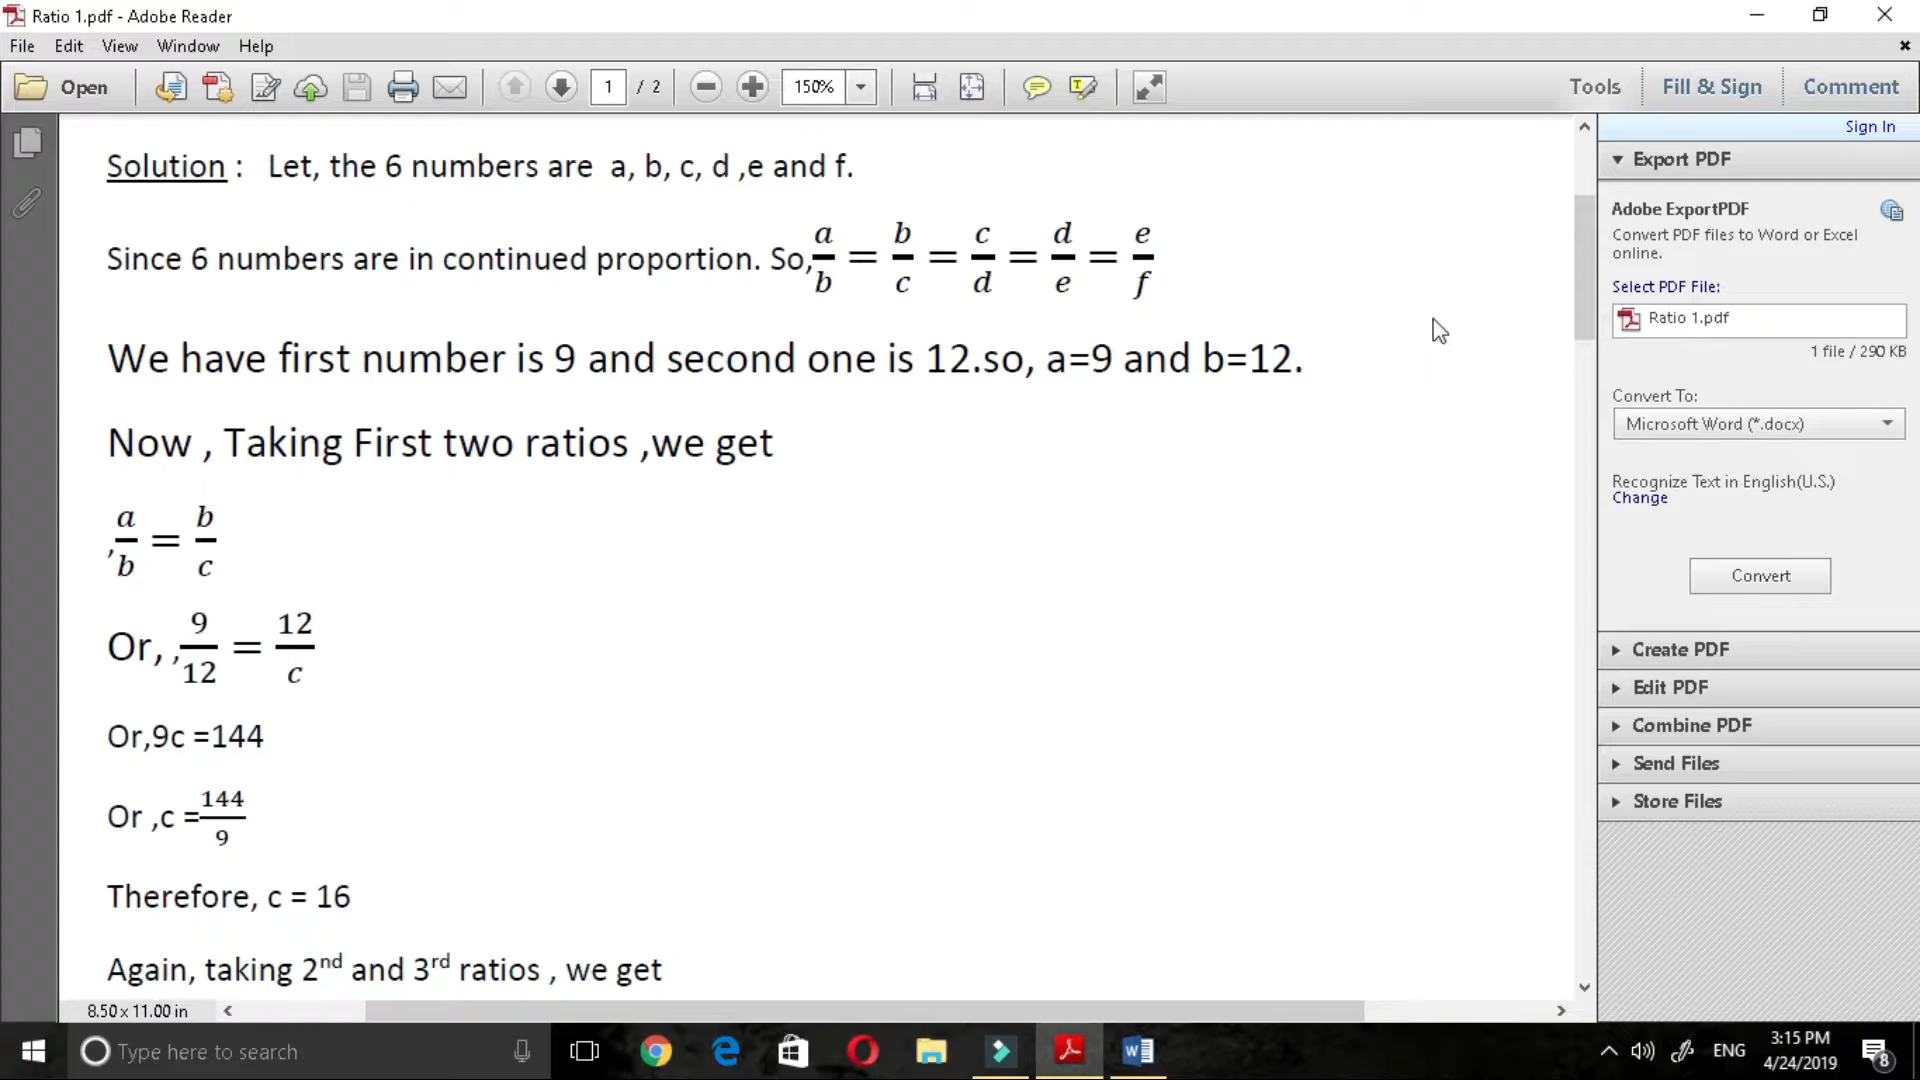 Ratio 1.pdf - Adobe Reader
File Edit View Window Help
Open 1 / 2 150% Tools Fill & Sign Comment
Sign In
Solution : Let, the 6 numbers are a, b, c, d ,e and f.
Since 6 numbers are in continued proportion. So, a/b = b/c = c/d = d/e = e/f
We have first number is 9 and second one is 12.so, a=9 and b=12.
Now , Taking First two ratios ,we get
, a/b = b/c
Or, , 9/12 = 12/c
Or,9c =144
Or ,c = 144/9
Therefore, c = 16
Again, taking 2nd and 3rd ratios , we get
8.50 x 11.00 in
Export PDF
Adobe ExportPDF
Convert PDF files to Word or Excel
online.
Select PDF File:
Ratio 1.pdf
1 file / 290 KB
Convert To:
Microsoft Word (*.docx)
Recognize Text in English(U.S.)
Change
Convert
Create PDF
Edit PDF
Combine PDF
Send Files
Store Files
Type here to search
ENG
3:15 PM
4/24/2019
8